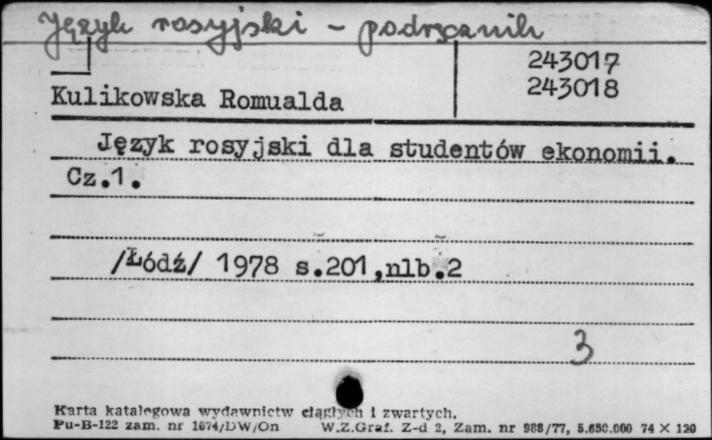 Język rosyjski - podręcznik
243017
243018
Kulikowska Romualda
Język rosyjski dla studentów ekonomii.
Cz.1.
/Łódź/ 1978 s.201,nlb.2
3
Karta katalogowa wydawnictw ciągłych i zwartych.
Pu-B-122 zam. nr 1674/DW/On W.Z.Graf. Z-d 2, Zam. nr 988/77, 5.680.000 74 X 120